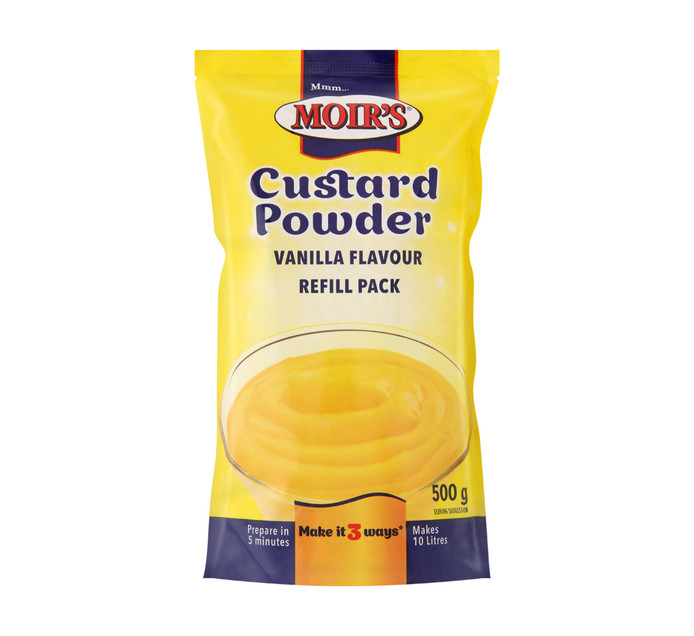 Mmm...
MOIR'S®
Custard
Powder
VANILLA FLAVOUR
REFILL PACK
500 g
SERVING SUGGESTION
Prepare in
5 minutes
Make it 3 ways*
Makes
10 Litres